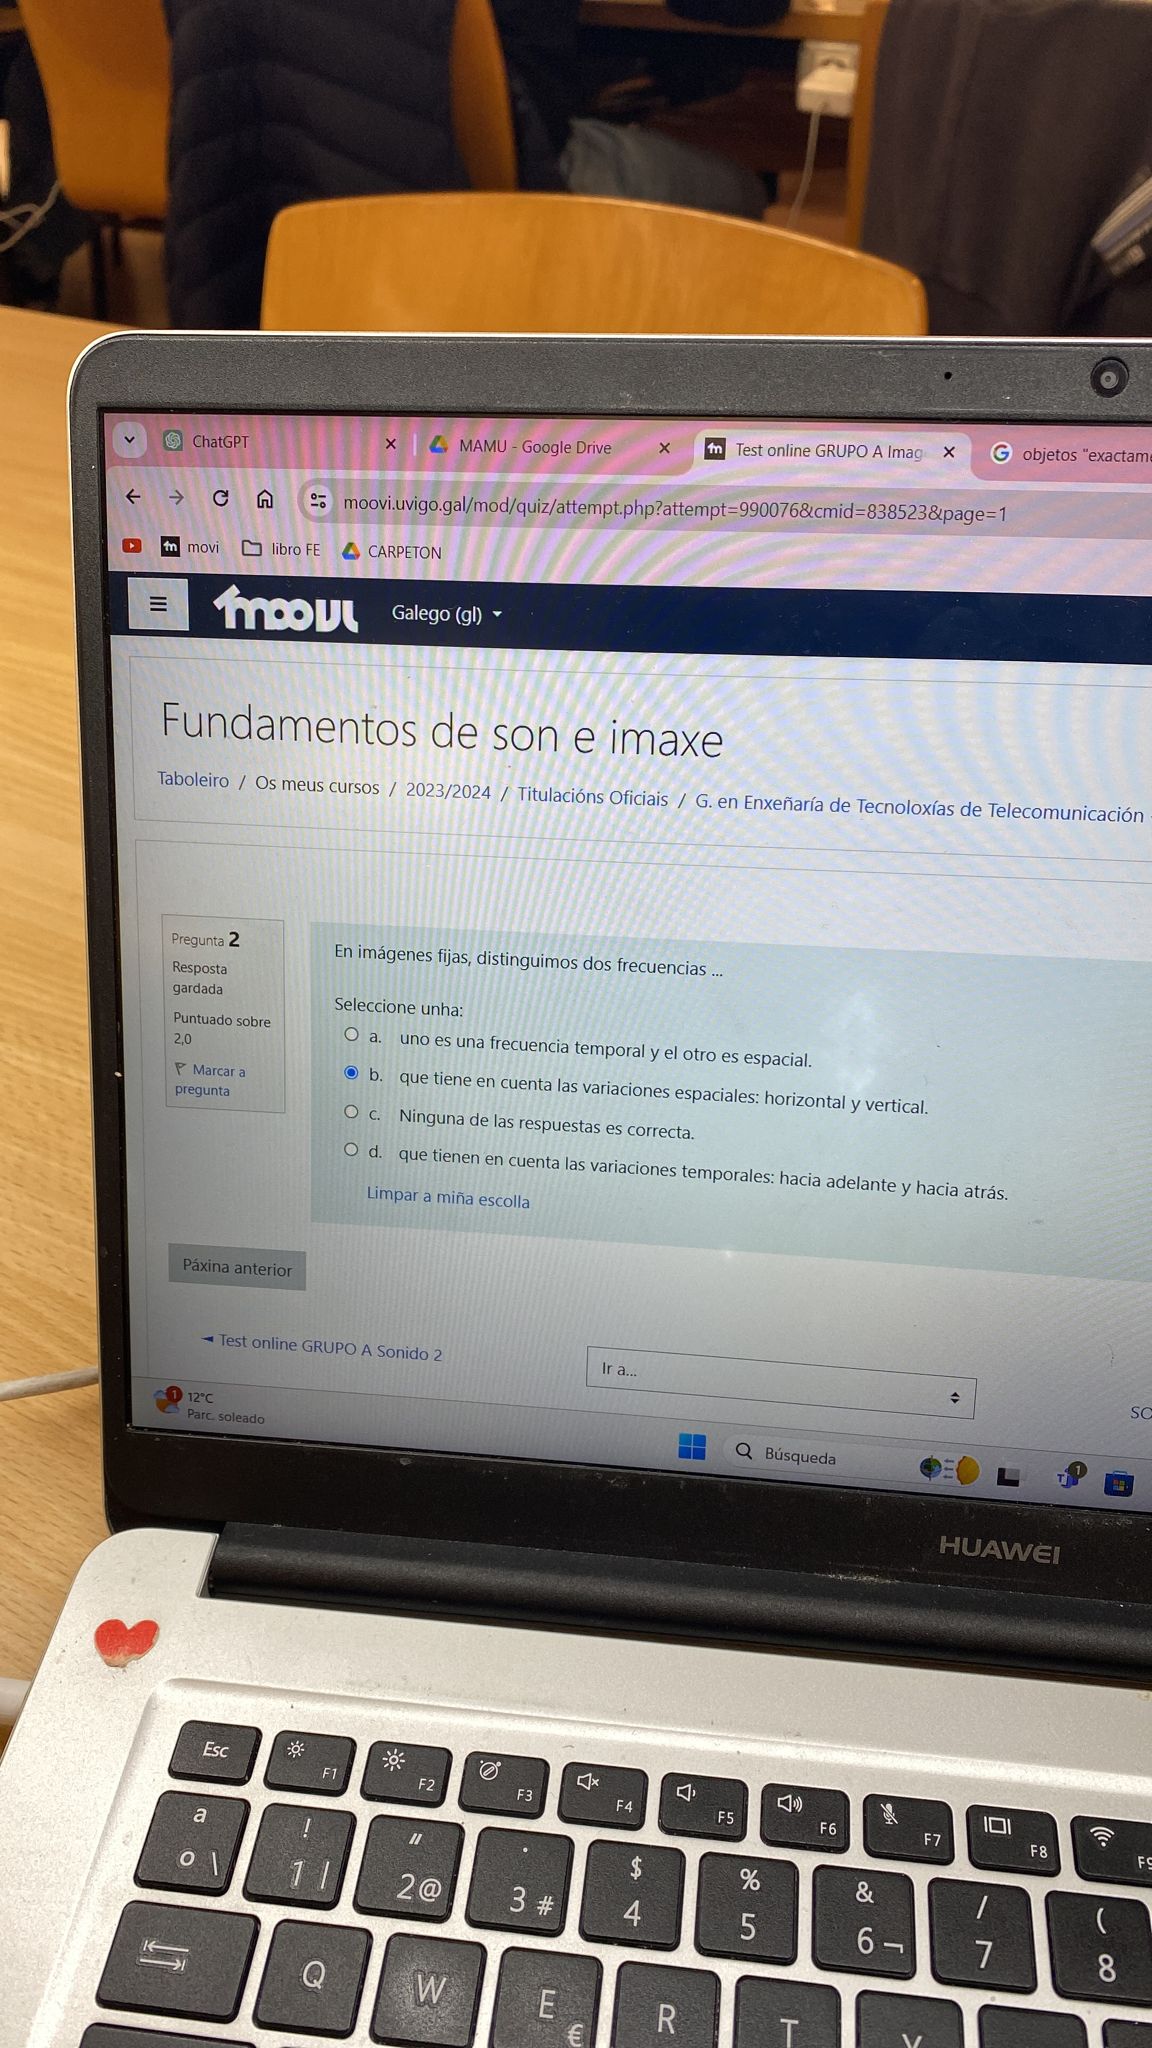 ChatGPT
MAMU - Google Drive
Test online GRUPO A Imag
objetos "exactame
moovi.uvigo.gal/mod/quiz/attempt.php?attempt=990076&cmid=838523&page=1
movi
libro FE
CARPETON
moovi
Galego (gl)
Fundamentos de son e imaxe
Taboleiro / Os meus cursos / 2023/2024 / Titulacións Oficiais / G. en Enxeñaría de Tecnoloxías de Telecomunicación
Pregunta 2
Resposta
gardada
Puntuado sobre
2,0
Marcar a
pregunta
En imágenes fijas, distinguimos dos frecuencias ...
Seleccione unha:
a. uno es una frecuencia temporal y el otro es espacial.
b. que tiene en cuenta las variaciones espaciales: horizontal y vertical.
c. Ninguna de las respuestas es correcta.
d. que tienen en cuenta las variaciones temporales: hacia adelante y hacia atrás.
Limpar a miña escolla
Páxina anterior
◄ Test online GRUPO A Sonido 2
Ir a...
SO
1
12°C
Parc. soleado
Búsqueda
1
HUAWEI
Esc F1 F2 F3 F4 F5 F6 F7 F8 F9
a ! " · $ % & / (
o \ 1 | 2 @ 3 # 4 5 6 ¬ 7 8
Q W E € R T Y